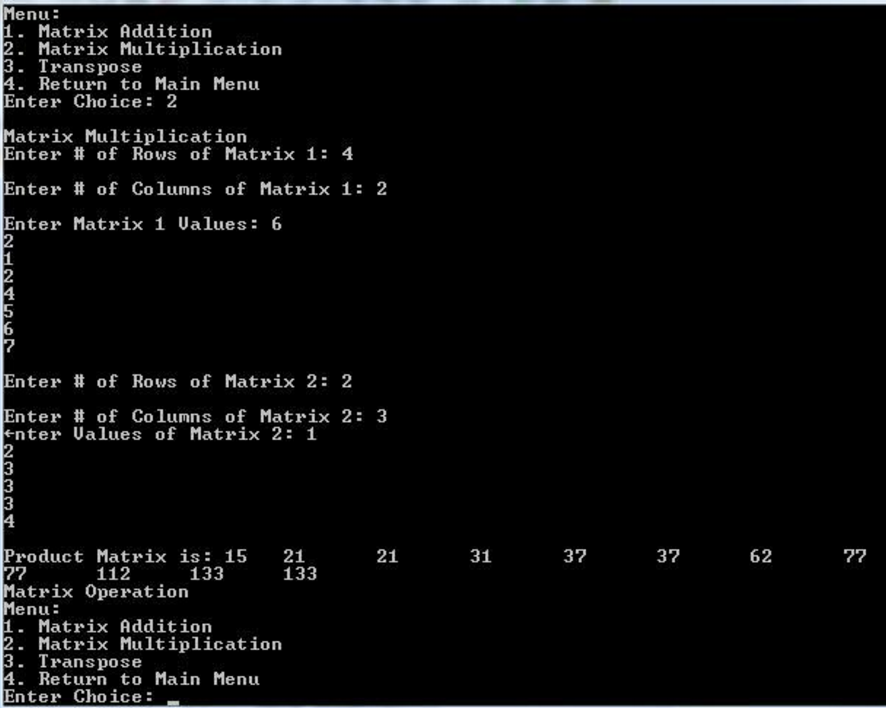 Menu:
1. Matrix Addition
2. Matrix Multiplication
3. Transpose
4. Return to Main Menu
Enter Choice: 2
Matrix Multiplication
Enter # of Rows of Matrix 1: 4
Enter # of Columns of Matrix 1: 2
Enter Matrix 1 Values: 6
2
1
2
4
5
6
7
Enter # of Rows of Matrix 2: 2
Enter # of Columns of Matrix 2: 3
←nter Values of Matrix 2: 1
2
3
3
3
4
Product Matrix is: 15 21 21 31 37 37 62 77
77 112 133 133
Matrix Operation
Menu:
1. Matrix Addition
2. Matrix Multiplication
3. Transpose
4. Return to Main Menu
Enter Choice: _